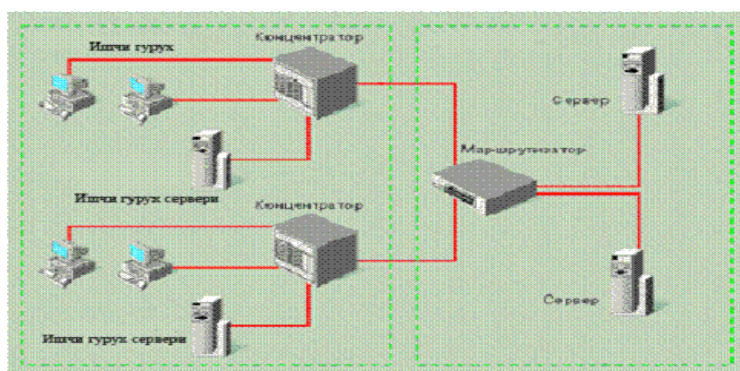 Ишчи гурух
Концентратор
Сервер
Маршрутизатор
Ишчи гурух сервери
Концентратор
Сервер
Ишчи гурух сервери